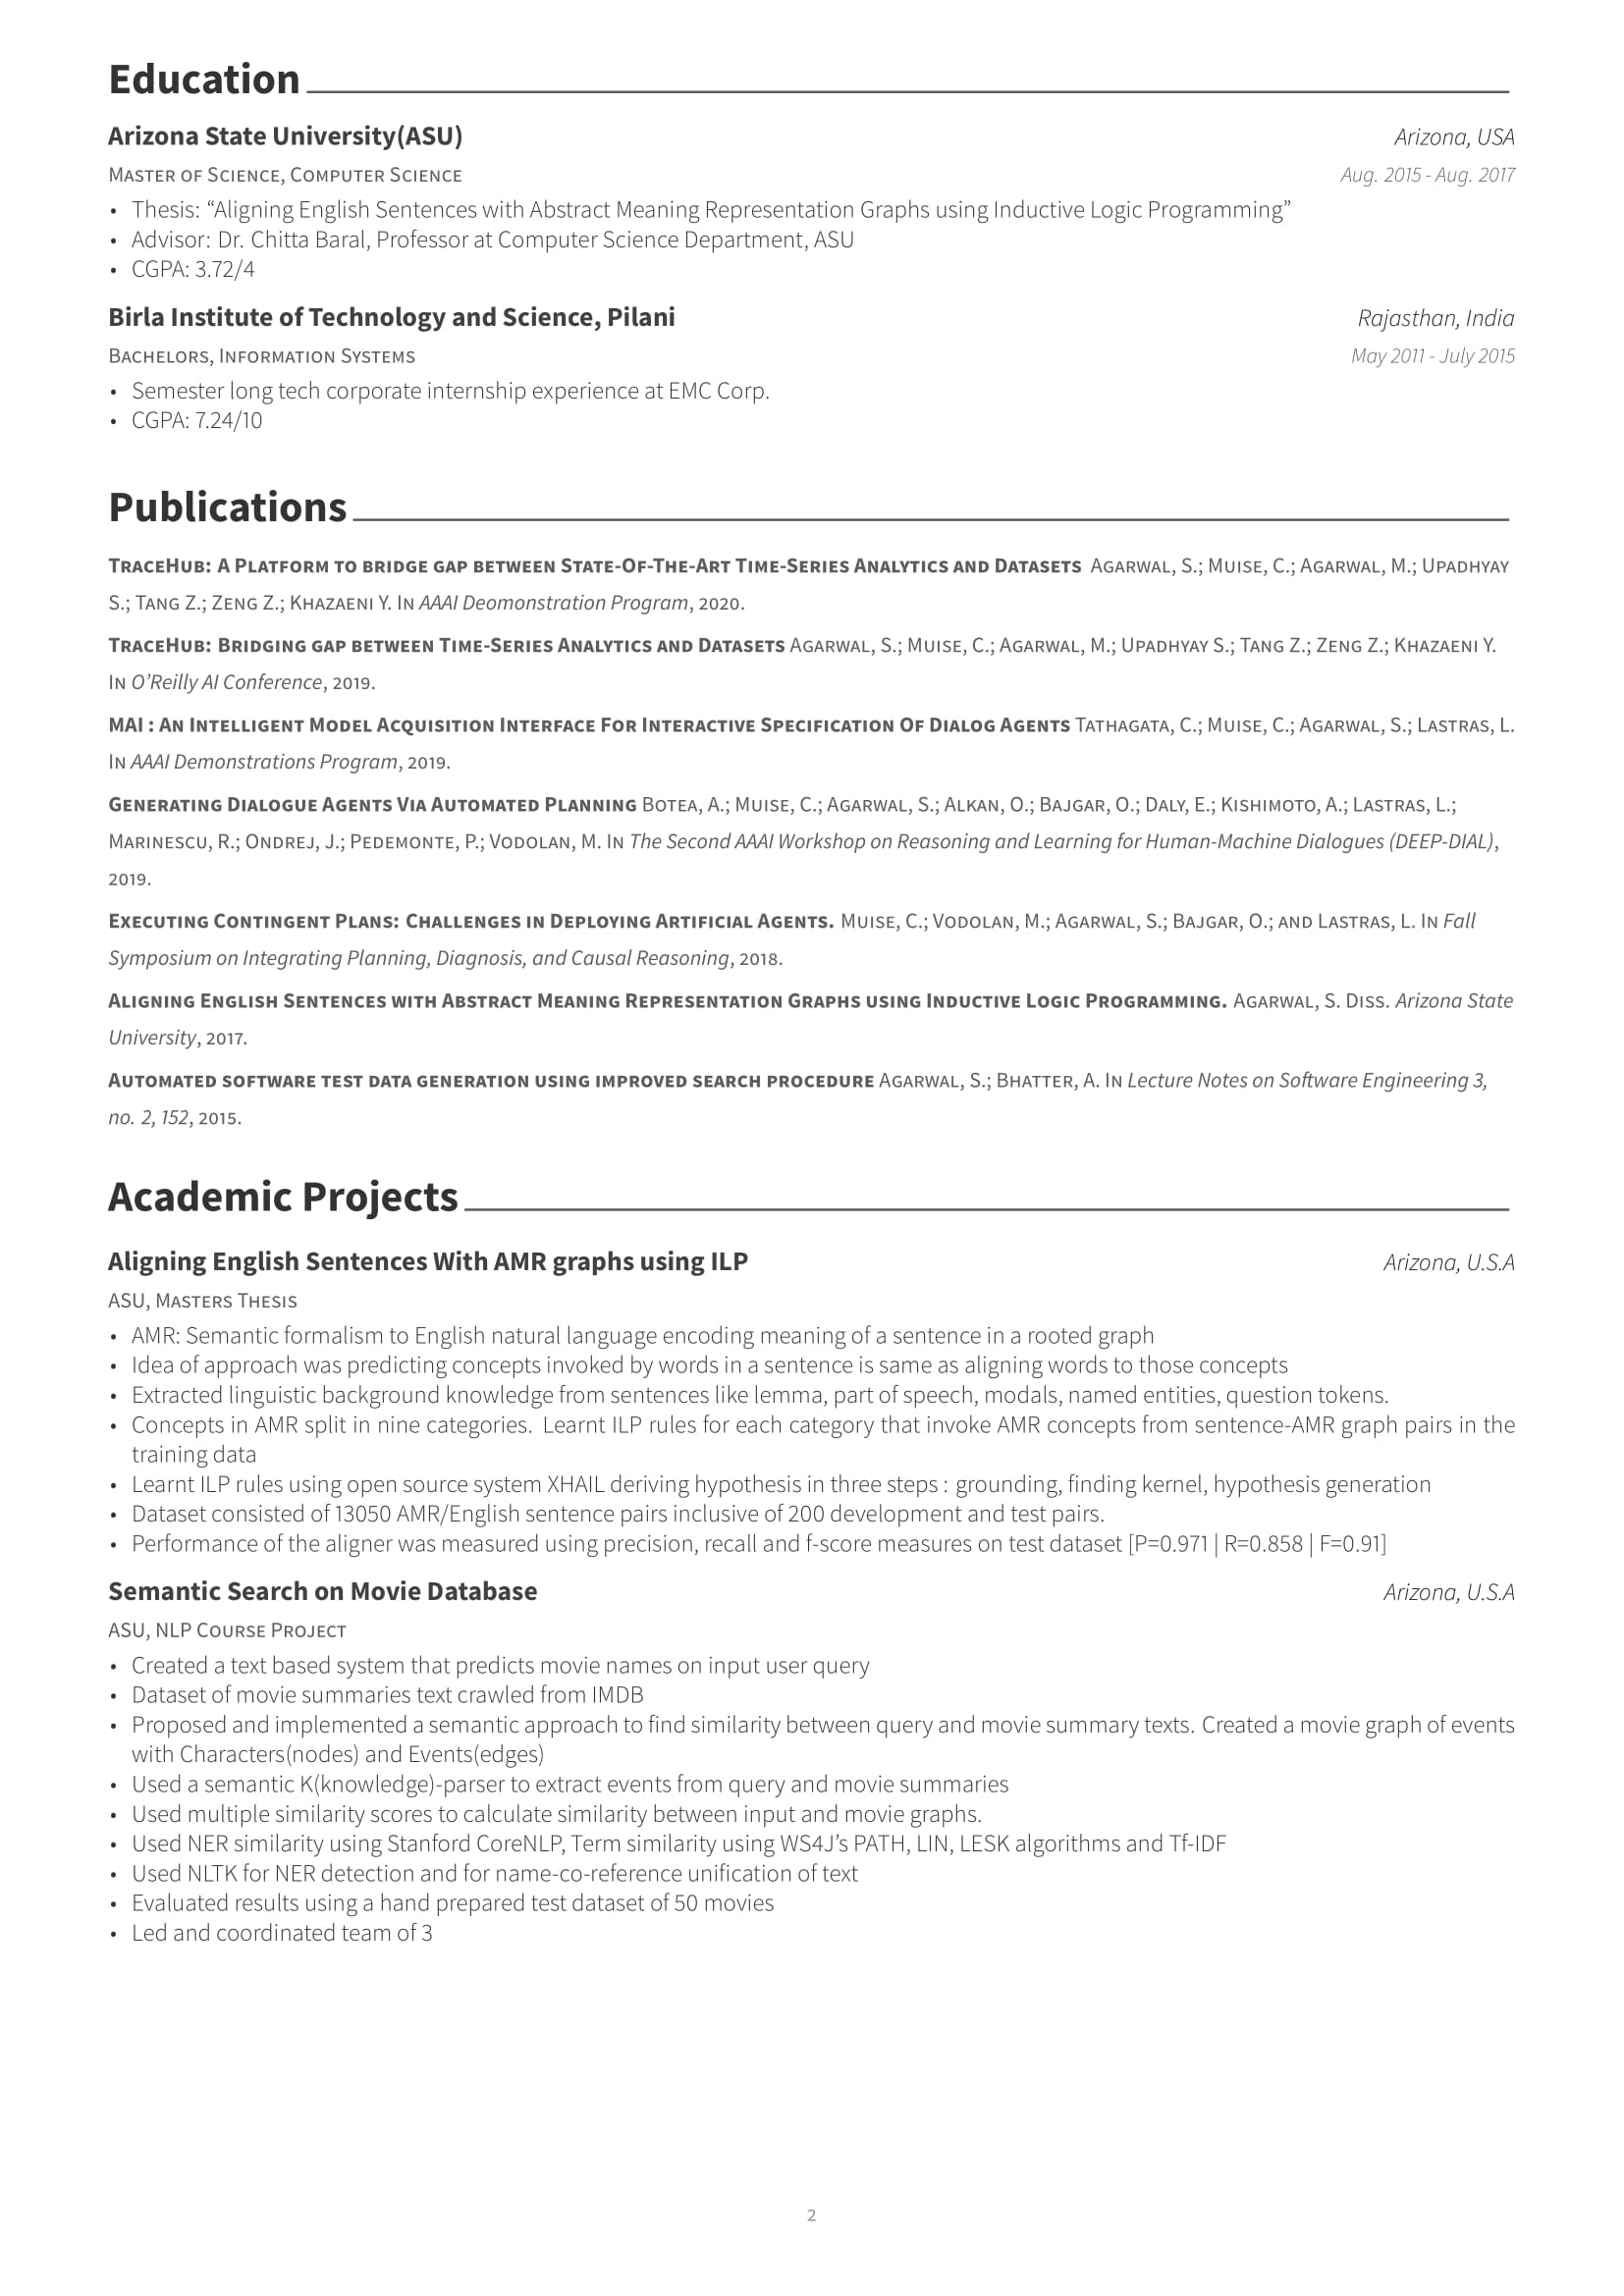 Education
Arizona State University(ASU) Arizona, USA
Master of Science, Computer Science Aug. 2015 - Aug. 2017
• Thesis: “Aligning English Sentences with Abstract Meaning Representation Graphs using Inductive Logic Programming”
• Advisor: Dr. Chitta Baral, Professor at Computer Science Department, ASU
• CGPA: 3.72/4
Birla Institute of Technology and Science, Pilani Rajasthan, India
Bachelors, Information Systems May 2011 - July 2015
• Semester long tech corporate internship experience at EMC Corp.
• CGPA: 7.24/10
Publications
TraceHub: A Platform to bridge gap between State-Of-The-Art Time-Series Analytics and Datasets Agarwal, S.; Muise, C.; Agarwal, M.; Upadhyay
S.; Tang Z.; Zeng Z.; Khazaeni Y. In AAAI Deomonstration Program, 2020.
TraceHub: Bridging gap between Time-Series Analytics and Datasets Agarwal, S.; Muise, C.; Agarwal, M.; Upadhyay S.; Tang Z.; Zeng Z.; Khazaeni Y.
In O’Reilly AI Conference, 2019.
MAI : An Intelligent Model Acquisition Interface For Interactive Specification Of Dialog Agents Tathagata, C.; Muise, C.; Agarwal, S.; Lastras, L.
In AAAI Demonstrations Program, 2019.
Generating Dialogue Agents Via Automated Planning Botea, A.; Muise, C.; Agarwal, S.; Alkan, O.; Bajgar, O.; Daly, E.; Kishimoto, A.; Lastras, L.;
Marinescu, R.; Ondrej, J.; Pedemonte, P.; Vodolan, M. In The Second AAAI Workshop on Reasoning and Learning for Human-Machine Dialogues (DEEP-DIAL),
2019.
Executing Contingent Plans: Challenges in Deploying Artificial Agents. Muise, C.; Vodolan, M.; Agarwal, S.; Bajgar, O.; and Lastras, L. In Fall
Symposium on Integrating Planning, Diagnosis, and Causal Reasoning, 2018.
Aligning English Sentences with Abstract Meaning Representation Graphs using Inductive Logic Programming. Agarwal, S. Diss. Arizona State
University, 2017.
Automated software test data generation using improved search procedure Agarwal, S.; Bhatter, A. In Lecture Notes on Software Engineering 3,
no. 2, 152, 2015.
Academic Projects
Aligning English Sentences With AMR graphs using ILP Arizona, U.S.A
ASU, Masters Thesis
• AMR: Semantic formalism to English natural language encoding meaning of a sentence in a rooted graph
• Idea of approach was predicting concepts invoked by words in a sentence is same as aligning words to those concepts
• Extracted linguistic background knowledge from sentences like lemma, part of speech, modals, named entities, question tokens.
• Concepts in AMR split in nine categories. Learnt ILP rules for each category that invoke AMR concepts from sentence-AMR graph pairs in the
training data
• Learnt ILP rules using open source system XHAIL deriving hypothesis in three steps : grounding, finding kernel, hypothesis generation
• Dataset consisted of 13050 AMR/English sentence pairs inclusive of 200 development and test pairs.
• Performance of the aligner was measured using precision, recall and f-score measures on test dataset [P=0.971 | R=0.858 | F=0.91]
Semantic Search on Movie Database Arizona, U.S.A
ASU, NLP Course Project
• Created a text based system that predicts movie names on input user query
• Dataset of movie summaries text crawled from IMDB
• Proposed and implemented a semantic approach to find similarity between query and movie summary texts. Created a movie graph of events
with Characters(nodes) and Events(edges)
• Used a semantic K(knowledge)-parser to extract events from query and movie summaries
• Used multiple similarity scores to calculate similarity between input and movie graphs.
• Used NER similarity using Stanford CoreNLP, Term similarity using WS4J’s PATH, LIN, LESK algorithms and Tf-IDF
• Used NLTK for NER detection and for name-co-reference unification of text
• Evaluated results using a hand prepared test dataset of 50 movies
• Led and coordinated team of 3
2